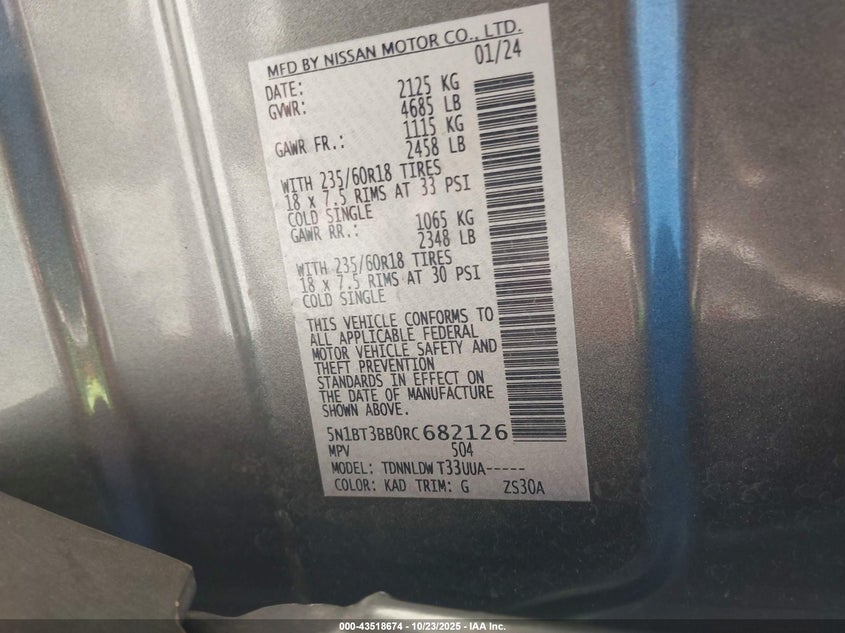 MFD BY NISSAN MOTOR CO., LTD.
DATE: 01/24
GVWR: 2125 KG
4685 LB
GAWR FR.: 1115 KG
2458 LB
WITH 235/60R18 TIRES
18 x 7.5 RIMS AT 33 PSI
COLD SINGLE
GAWR RR.: 1065 KG
2348 LB
WITH 235/60R18 TIRES
18 x 7.5 RIMS AT 30 PSI
COLD SINGLE
THIS VEHICLE CONFORMS TO
ALL APPLICABLE FEDERAL
MOTOR VEHICLE SAFETY AND
THEFT PREVENTION
STANDARDS IN EFFECT ON
THE DATE OF MANUFACTURE
SHOWN ABOVE.
5N1BT3BB0RC682126
MPV 504
MODEL: TDNNLDW T33UUA-----
COLOR: KAD TRIM: G ZS30A
000-43518674 - 10/23/2025 - IAA Inc.